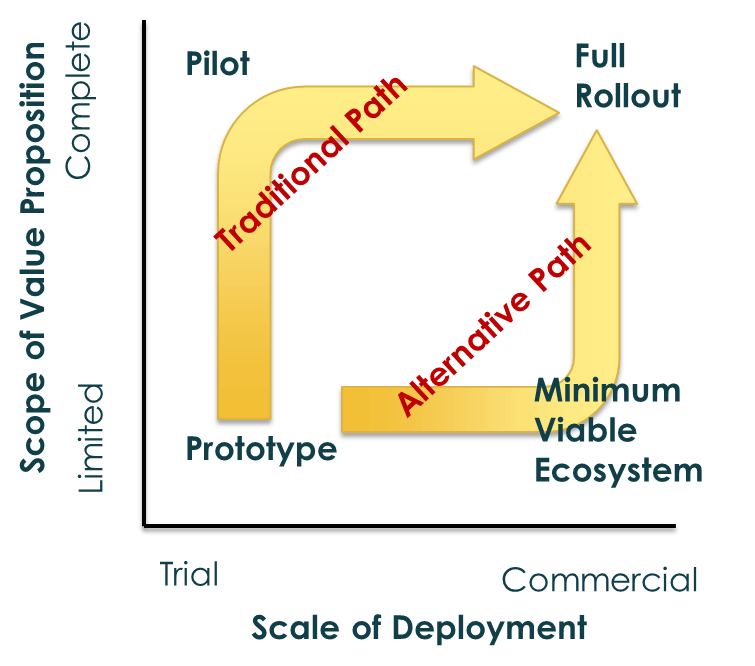 Pilot
Full
Rollout
Traditional Path
Alternative Path
Prototype
Minimum
Viable
Ecosystem
Scope of Value Proposition
Complete
Limited
Trial
Commercial
Scale of Deployment